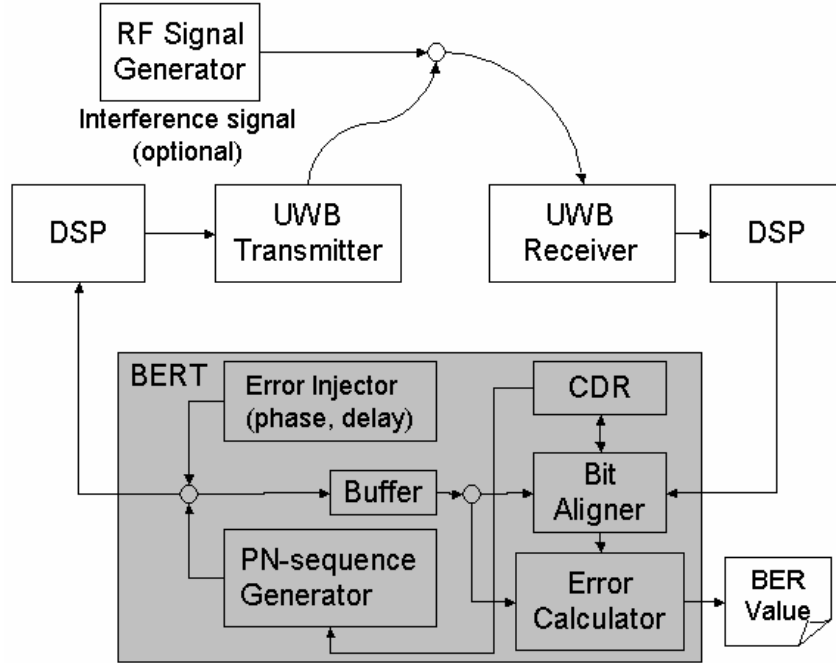 RF Signal
Generator
Interference signal
(optional)
DSP
UWB
Transmitter
UWB
Receiver
DSP
BERT
Error Injector
(phase, delay)
CDR
Buffer
Bit
Aligner
PN-sequence
Generator
Error
Calculator
BER
Value